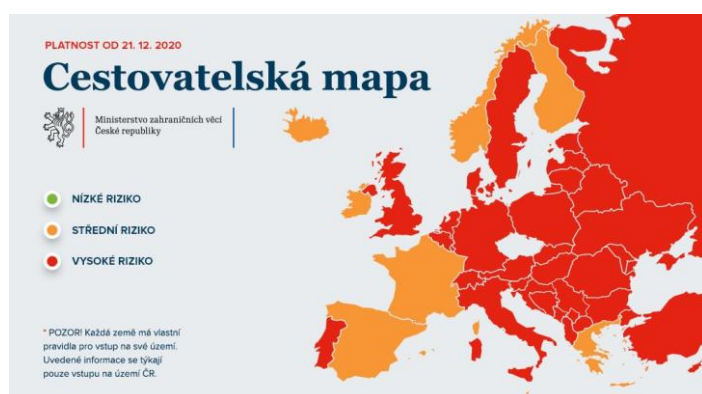 PLATNOST OD 21. 12. 2020
Cestovatelská mapa
Ministerstvo zahraničních věcí
České republiky
NÍZKÉ RIZIKO
STŘEDNÍ RIZIKO
VYSOKÉ RIZIKO
* POZOR! Každá země má vlastní
pravidla pro vstup na své území.
Uvedené informace se týkají
pouze vstupu na území ČR.